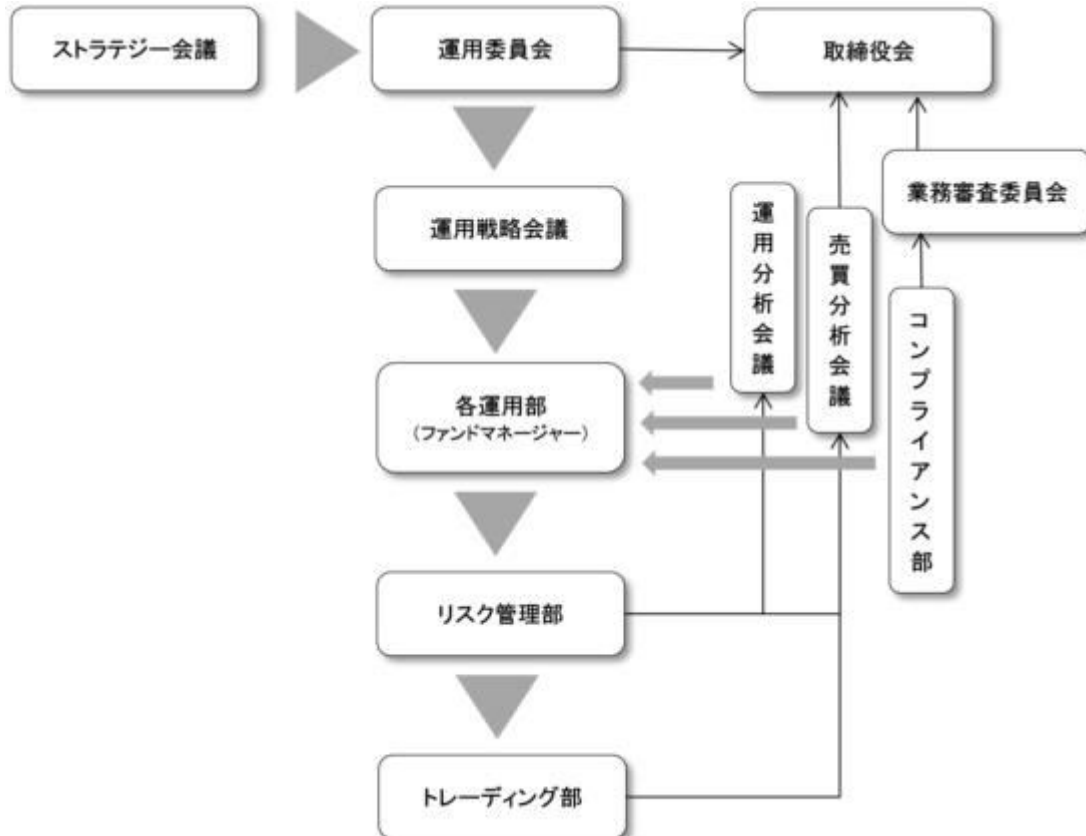 ストラテジー会議
運用委員会
取締役会
業務審査委員会
運用戦略会議
運用分析会議
売買分析会議
コンプライアンス部
各運用部
(ファンドマネージャー)
リスク管理部
トレーディング部